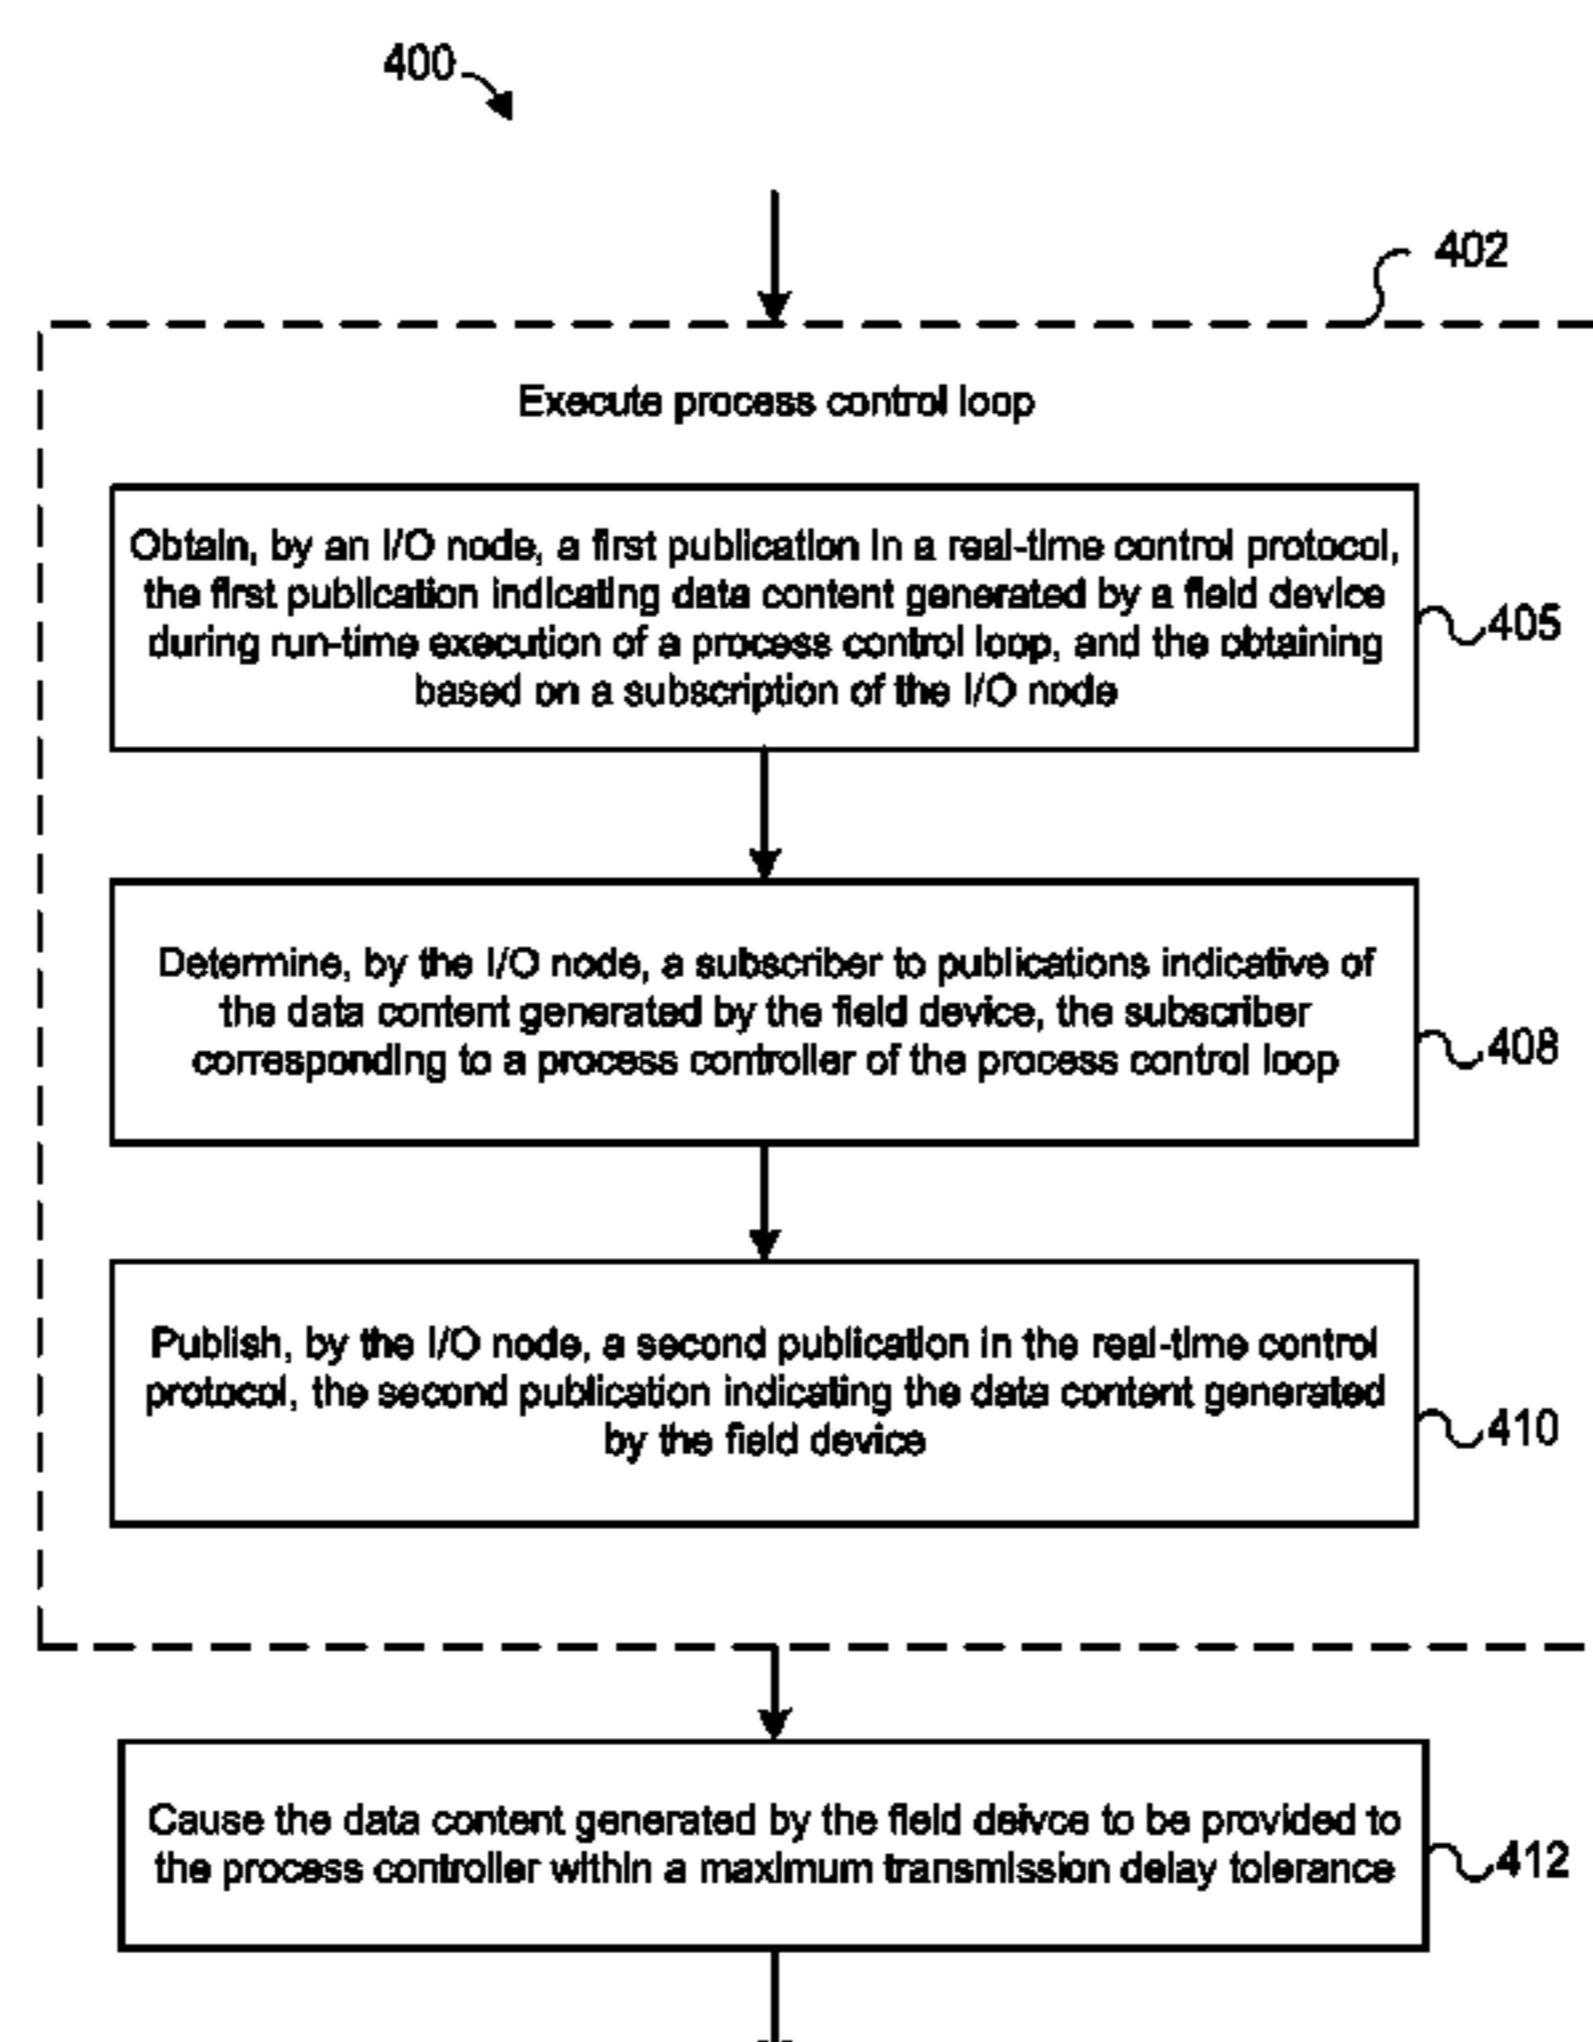 400
402
Execute process control loop
Obtain, by an I/O node, a first publication in a real-time control protocol,
the first publication indicating data content generated by a field device
during run-time execution of a process control loop, and the obtaining
based on a subscription of the I/O node
405
Determine, by the I/O node, a subscriber to publications indicative of
the data content generated by the field device, the subscriber
corresponding to a process controller of the process control loop
408
Publish, by the I/O node, a second publication in the real-time control
protocol, the second publication indicating the data content generated
by the field device
410
Cause the data content generated by the field deivce to be provided to
the process controller within a maximum transmission delay tolerance
412